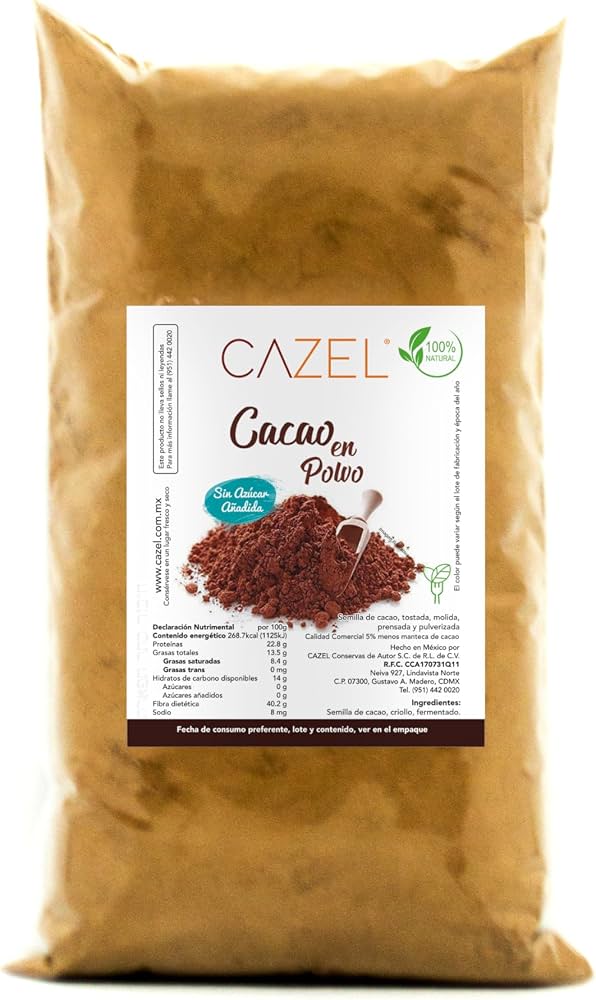 CAZEL®
100%
NATURAL
Cacao en
Polvo
Sin Azúcar
Añadida
Este producto no lleva sellos ni leyendas
Para más información llame al (951) 442 0020
www.cazel.com.mx
Consérvese en un lugar fresco y seco
El color puede variar según el lote de fabricación y época del año
Declaración Nutrimental por 100g
Contenido energético 268.7kcal (1125kJ)
Proteínas 22.8 g
Grasas totales 13.5 g
Grasas saturadas 8.4 g
Grasas trans 0 mg
Hidratos de carbono disponibles 14 g
Azúcares 0 g
Azúcares añadidos 0 g
Fibra dietética 40.2 g
Sodio 8 mg
Semilla de cacao, tostada, molida,
prensada y pulverizada
Calidad Comercial 5% menos manteca de cacao
Hecho en México por
CAZEL Conservas de Autor S.C. de R.L. de C.V.
R.F.C. CCA170731Q11
Neiva 927, Lindavista Norte
C.P. 07300, Gustavo A. Madero, CDMX
Tel. (951) 442 0020
Ingredientes:
Semilla de cacao, criollo, fermentado.
Fecha de consumo preferente, lote y contenido, ver en el empaque